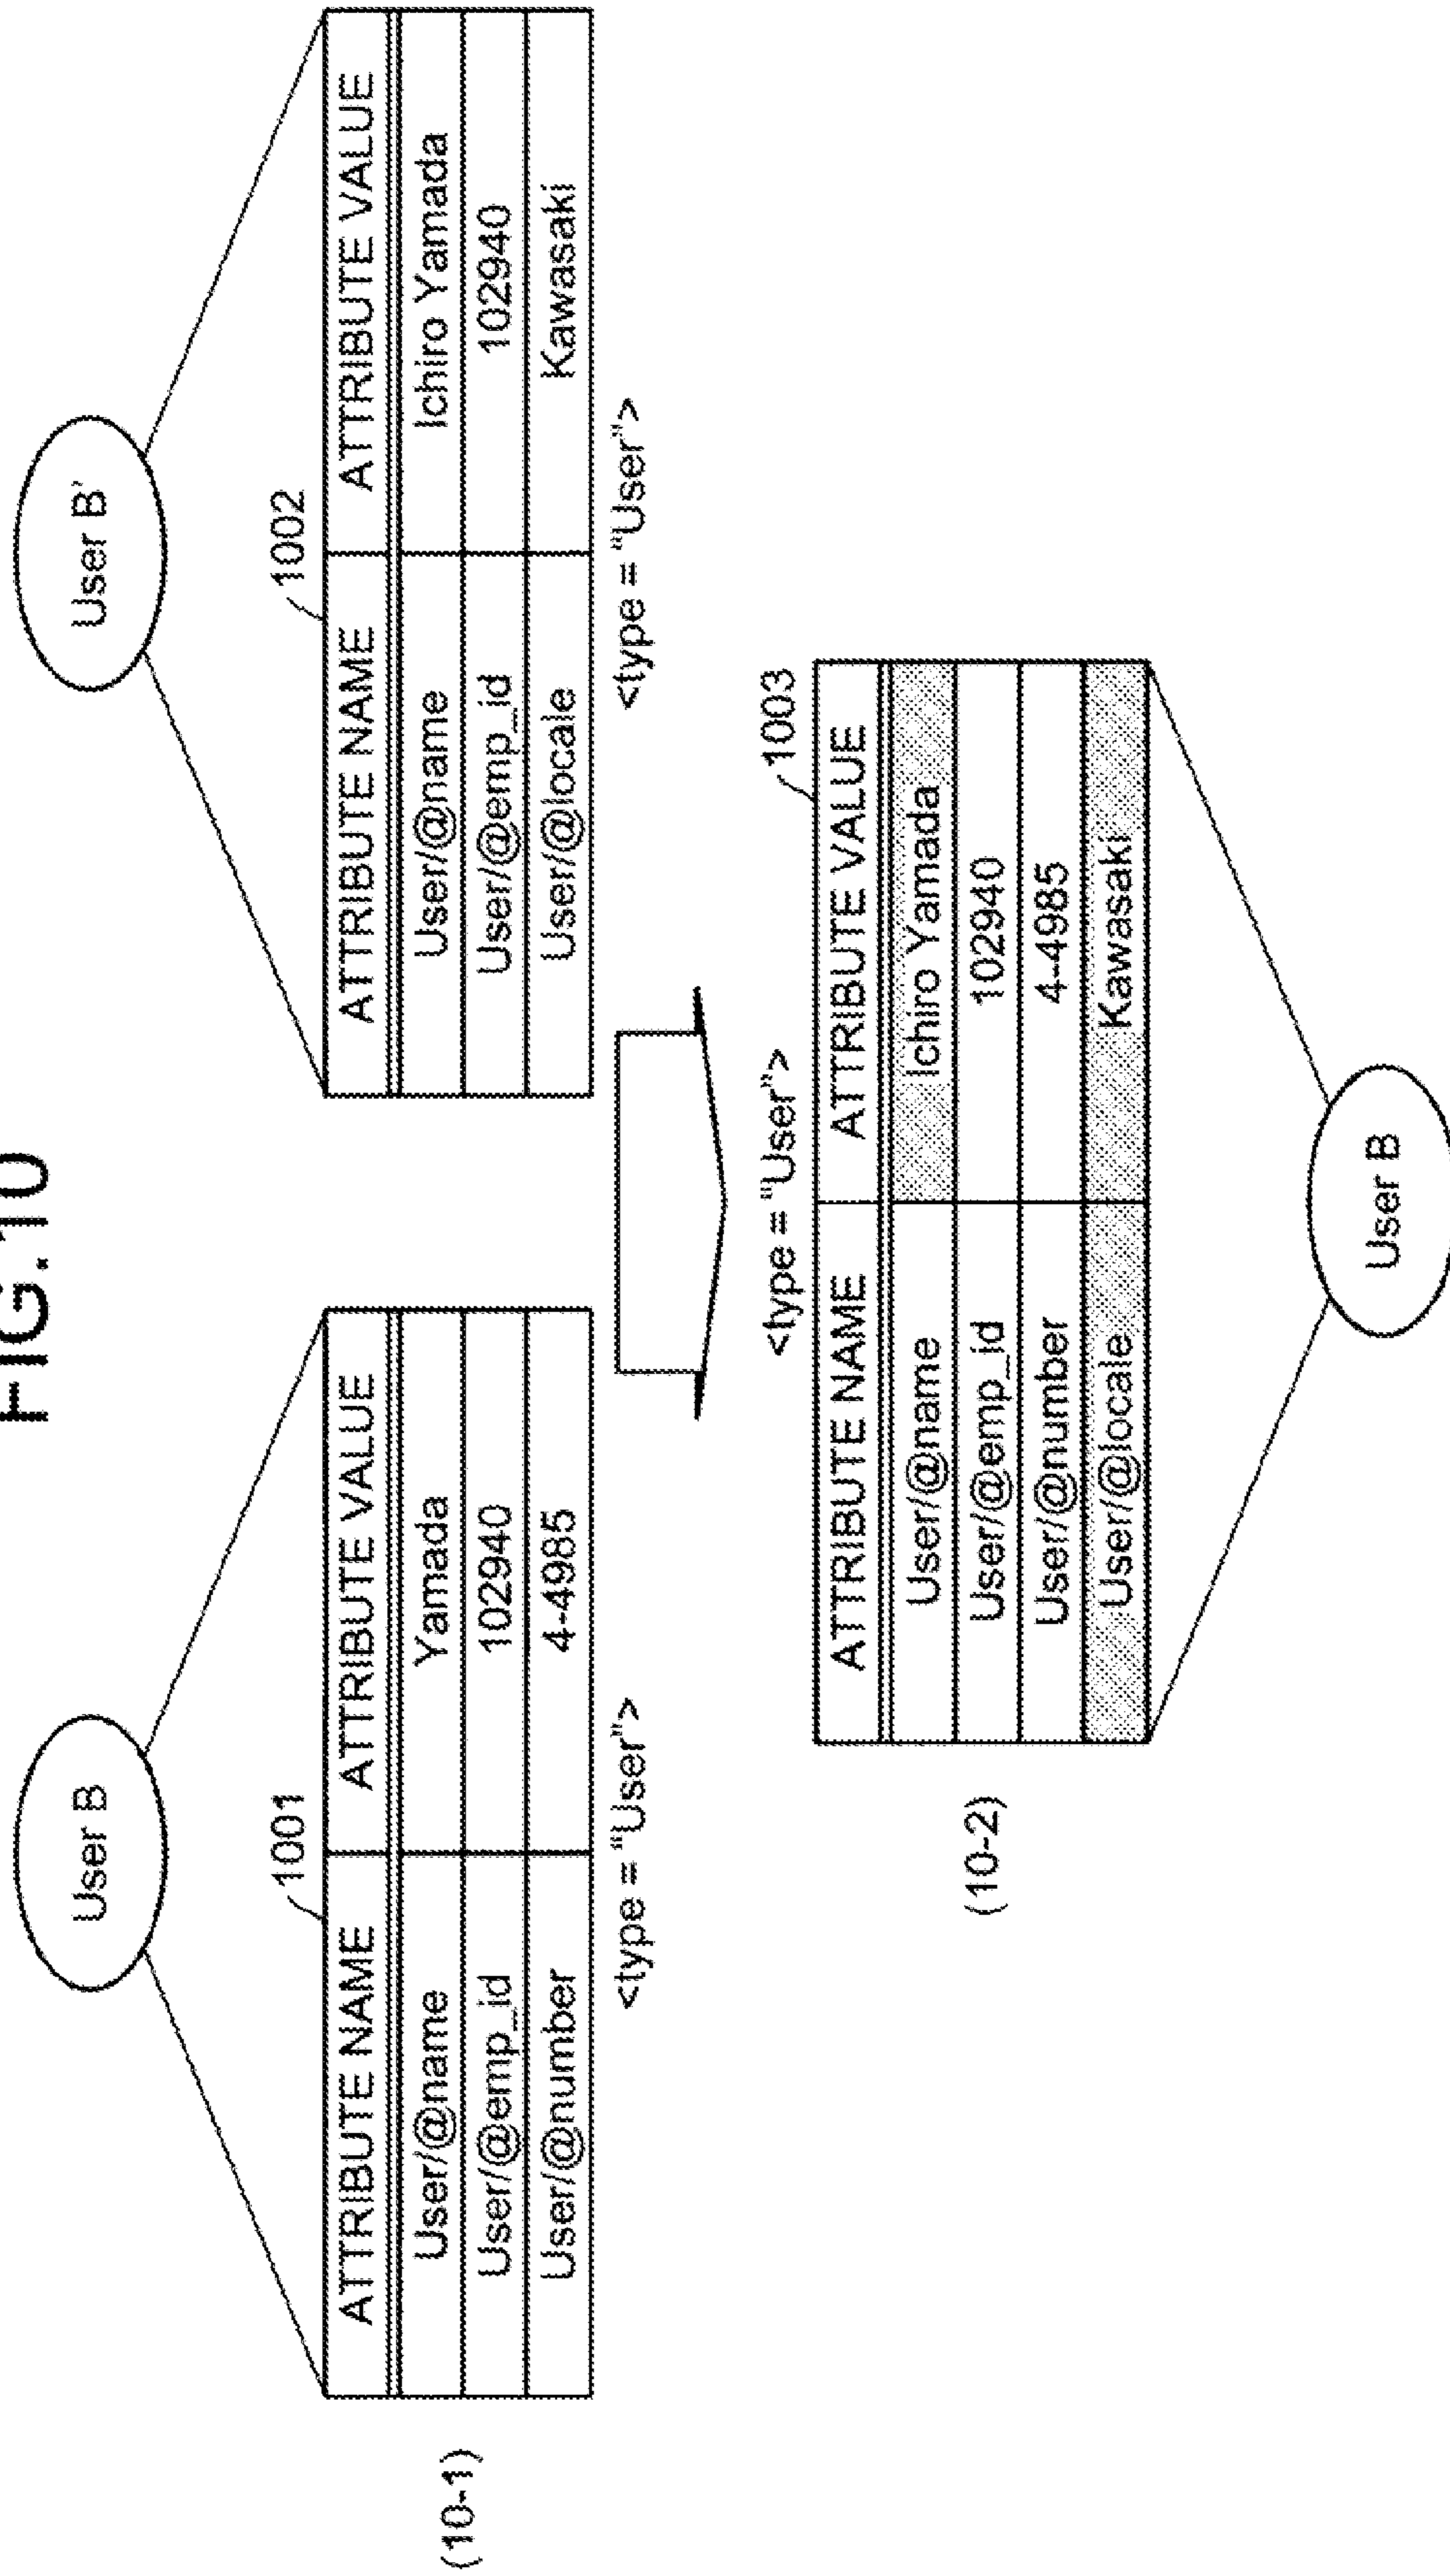 FIG.10
User B
User B'
(10-1)
1001
ATTRIBUTE NAME ATTRIBUTE VALUE
User/@name Yamada
User/@emp_id 102940
User/@number 4-4985
<type = "User">
1002
ATTRIBUTE NAME ATTRIBUTE VALUE
User/@name Ichiro Yamada
User/@emp_id 102940
User/@locale Kawasaki
<type = "User">
(10-2)
<type = "User">
1003
ATTRIBUTE NAME ATTRIBUTE VALUE
User/@name Ichiro Yamada
User/@emp_id 102940
User/@number 4-4985
User/@locale Kawasaki
User B